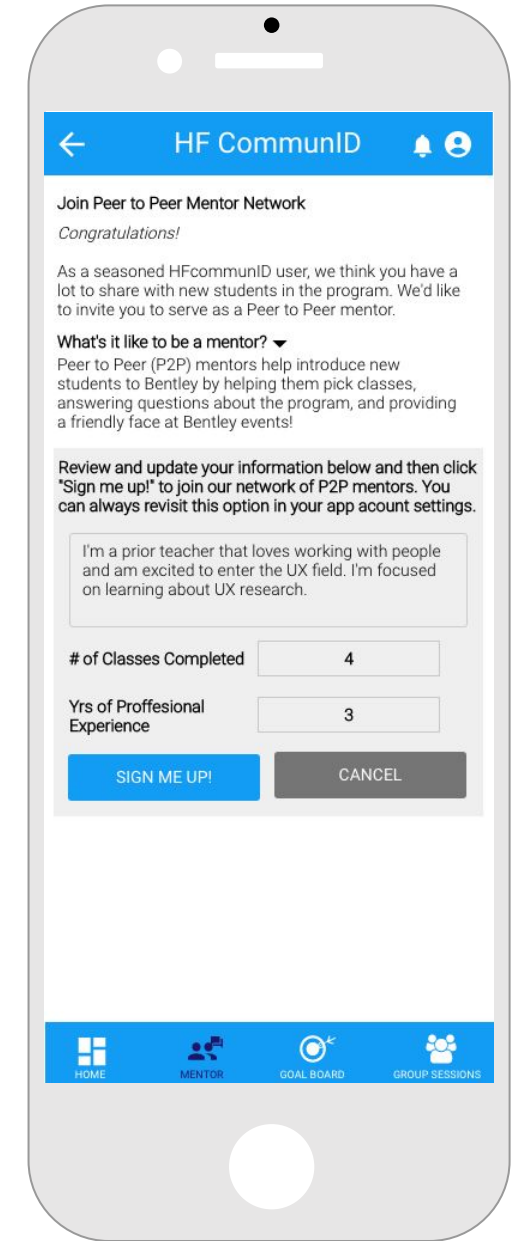 HF CommunID
Join Peer to Peer Mentor Network
Congratulations!
As a seasoned HFcommunID user, we think you have a
lot to share with new students in the program. We'd like
to invite you to serve as a Peer to Peer mentor.
What's it like to be a mentor?
Peer to Peer (P2P) mentors help introduce new
students to Bentley by helping them pick classes,
answering questions about the program, and providing
a friendly face at Bentley events!
Review and update your information below and then click
"Sign me up!" to join our network of P2P mentors. You
can always revisit this option in your app acount settings.
I'm a prior teacher that loves working with people
and am excited to enter the UX field. I'm focused
on learning about UX research.
# of Classes Completed 4
Yrs of Proffesional
Experience 3
SIGN ME UP! CANCEL
HOME MENTOR GOAL BOARD GROUP SESSIONS